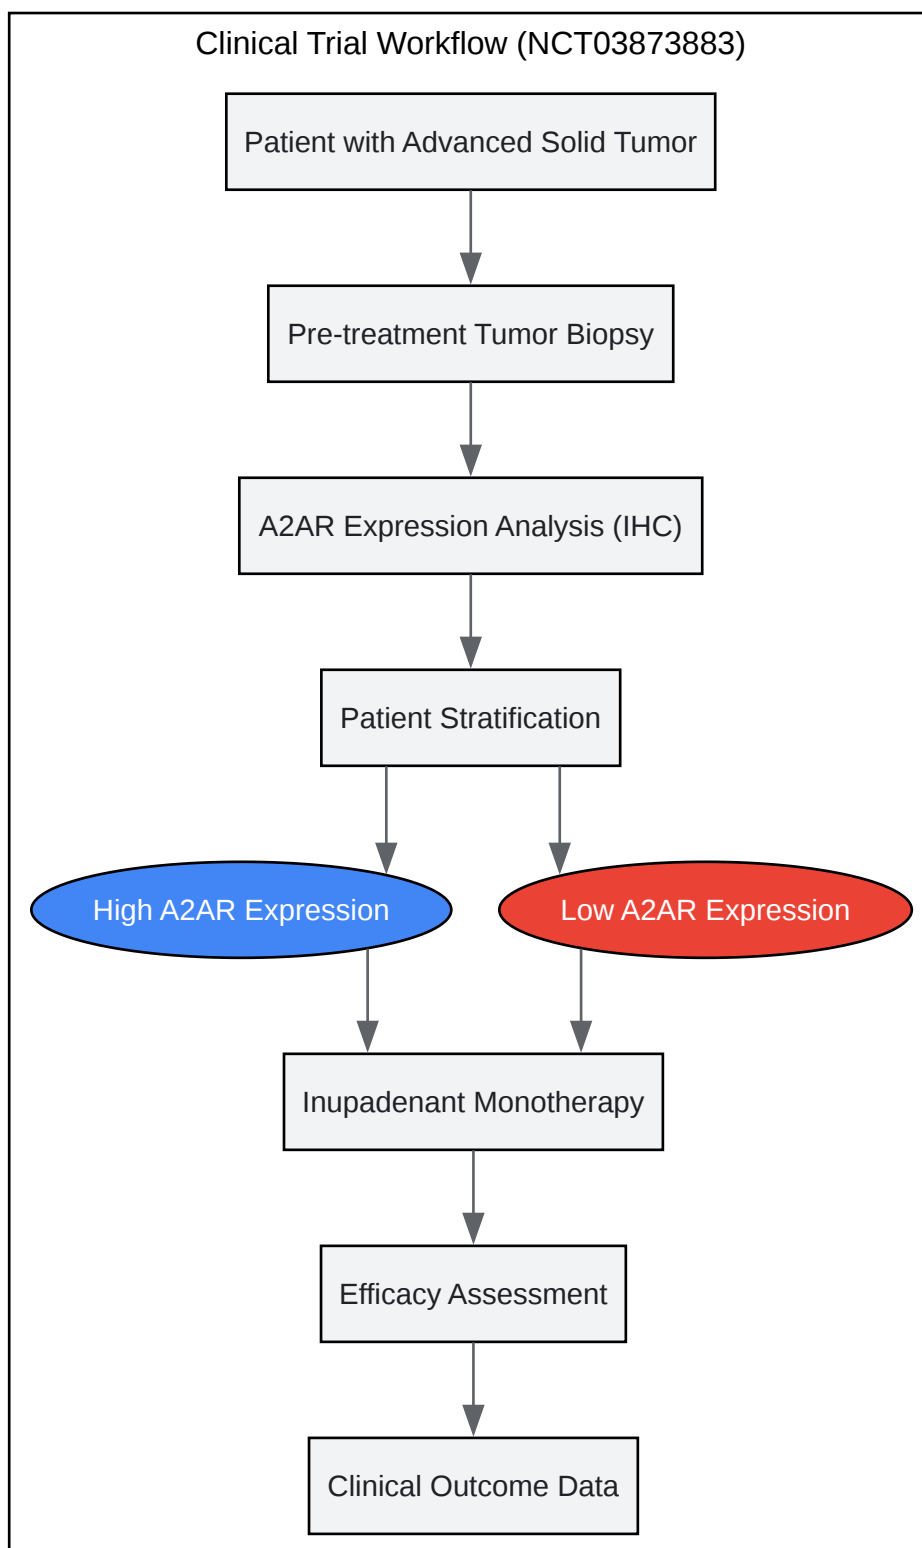 Clinical Trial Workflow (NCT03873883)
Patient with Advanced Solid Tumor
Pre-treatment Tumor Biopsy
A2AR Expression Analysis (IHC)
Patient Stratification
High A2AR Expression
Low A2AR Expression
Inupadenant Monotherapy
Efficacy Assessment
Clinical Outcome Data